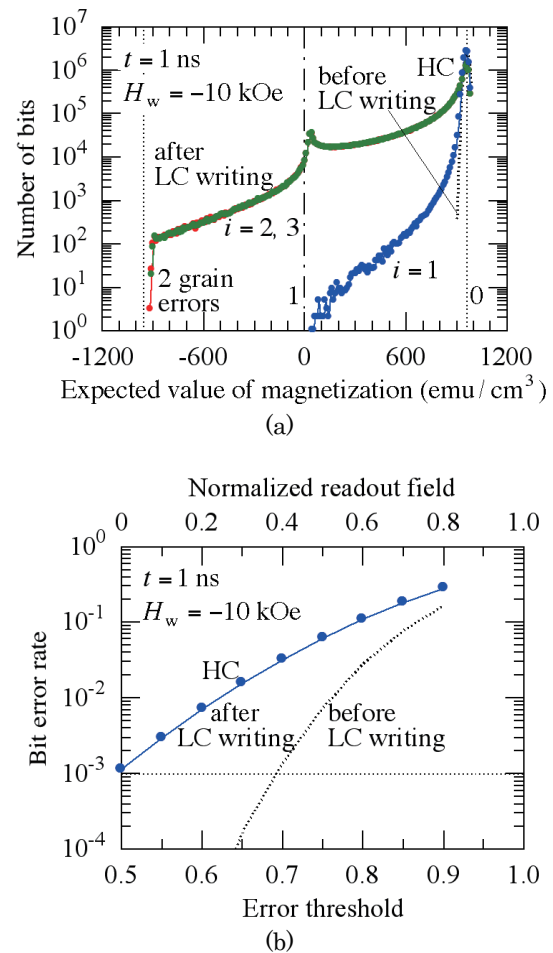 t = 1 ns
H_w = −10 kOe
before
LC writing
HC
after
LC writing
i = 2, 3
i = 1
2 grain
errors
1
0
Number of bits
10^0
10^1
10^2
10^3
10^4
10^5
10^6
10^7
-1200
-600
0
600
1200
Expected value of magnetization (emu / cm^3)
(a)
Normalized readout field
0
0.2
0.4
0.6
0.8
1.0
t = 1 ns
H_w = −10 kOe
HC
after
LC writing
before
LC writing
Bit error rate
10^0
10^-1
10^-2
10^-3
10^-4
0.5
0.6
0.7
0.8
0.9
1.0
Error threshold
(b)